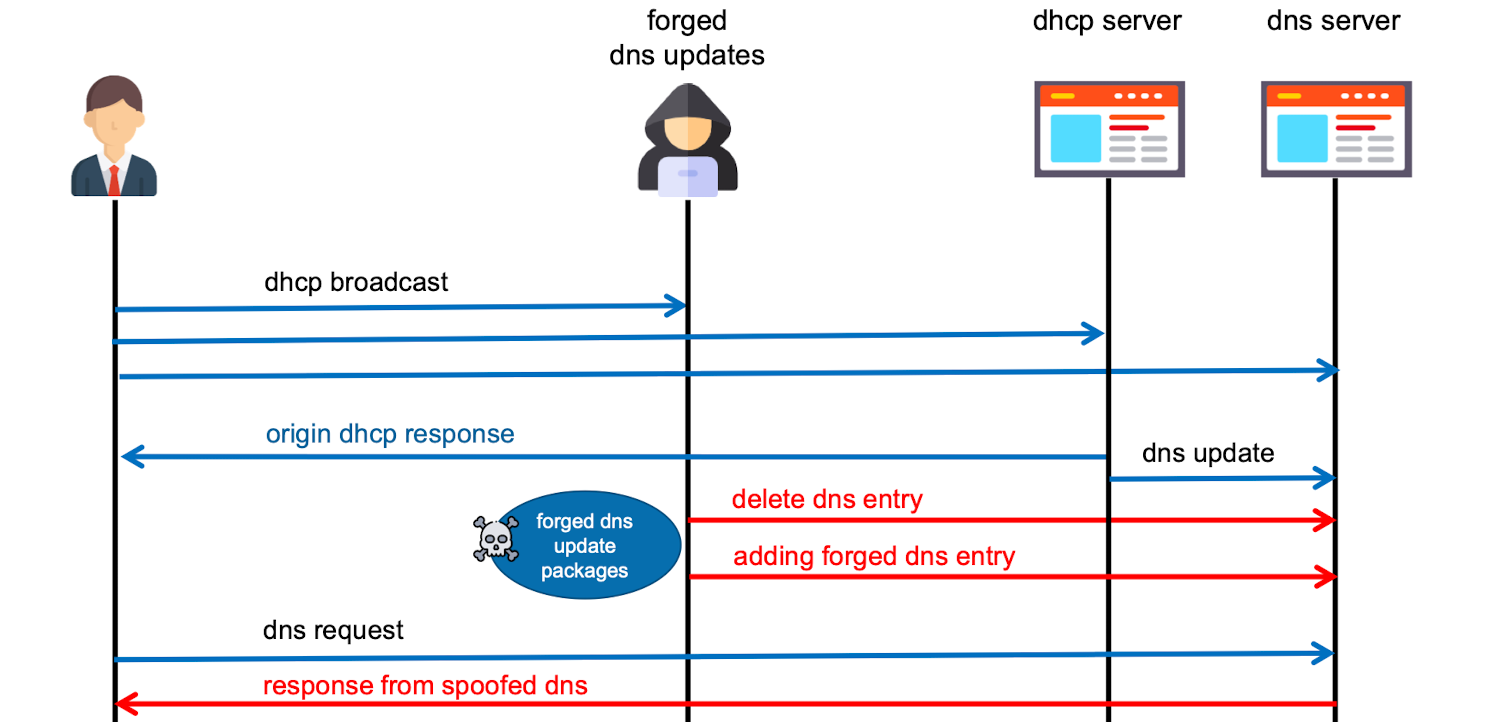 forged
dns updates
dhcp server
dns server
dhcp broadcast
origin dhcp response
dns update
delete dns entry
forged dns
update
packages
adding forged dns entry
dns request
response from spoofed dns